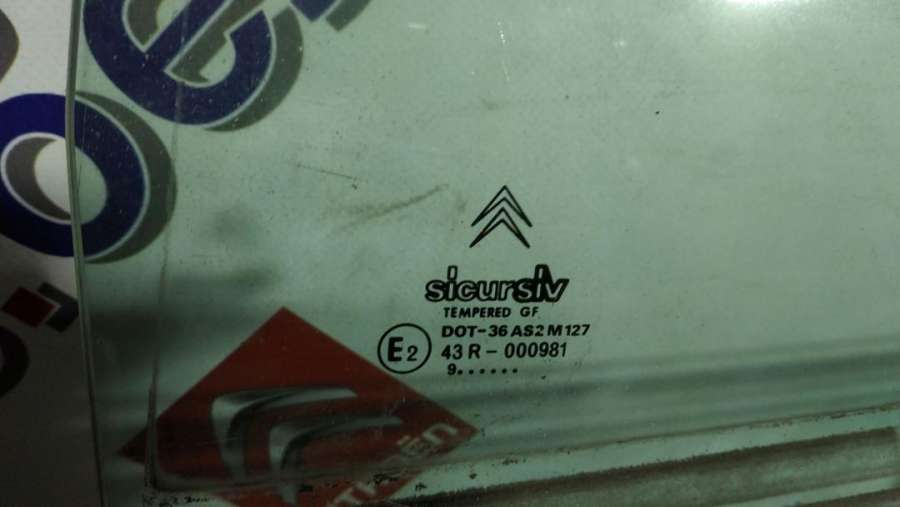 sicursiv
TEMPERED GF
DOT-36 AS2 M127
E2 43 R - 000981
9......